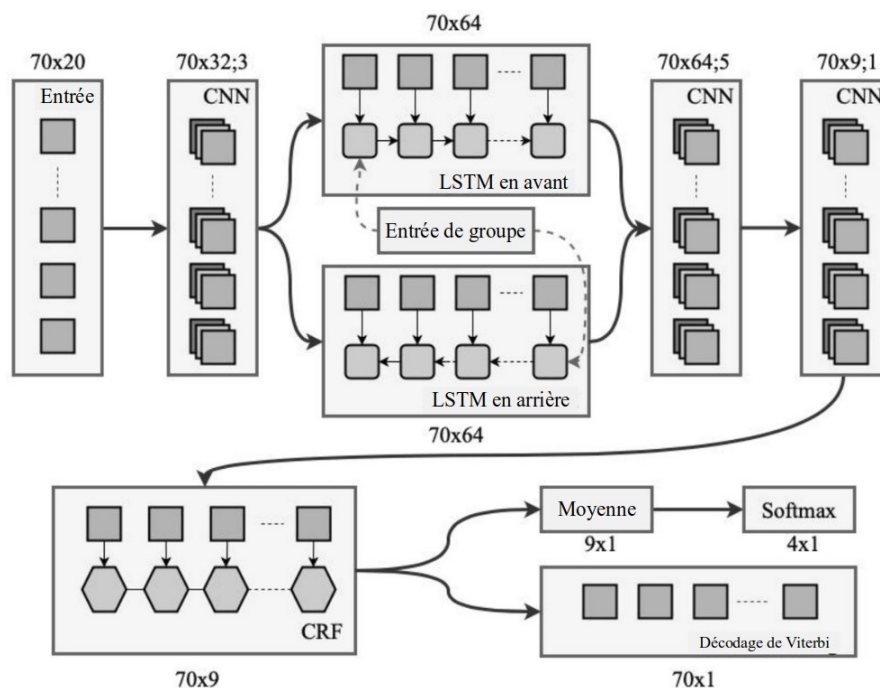 70x20
Entrée
70x32;3
CNN
70x64
LSTM en avant
Entrée de groupe
LSTM en arrière
70x64
70x64;5
CNN
70x9;1
CNN
CRF
70x9
Moyenne
9x1
Softmax
4x1
Décodage de Viterbi
70x1